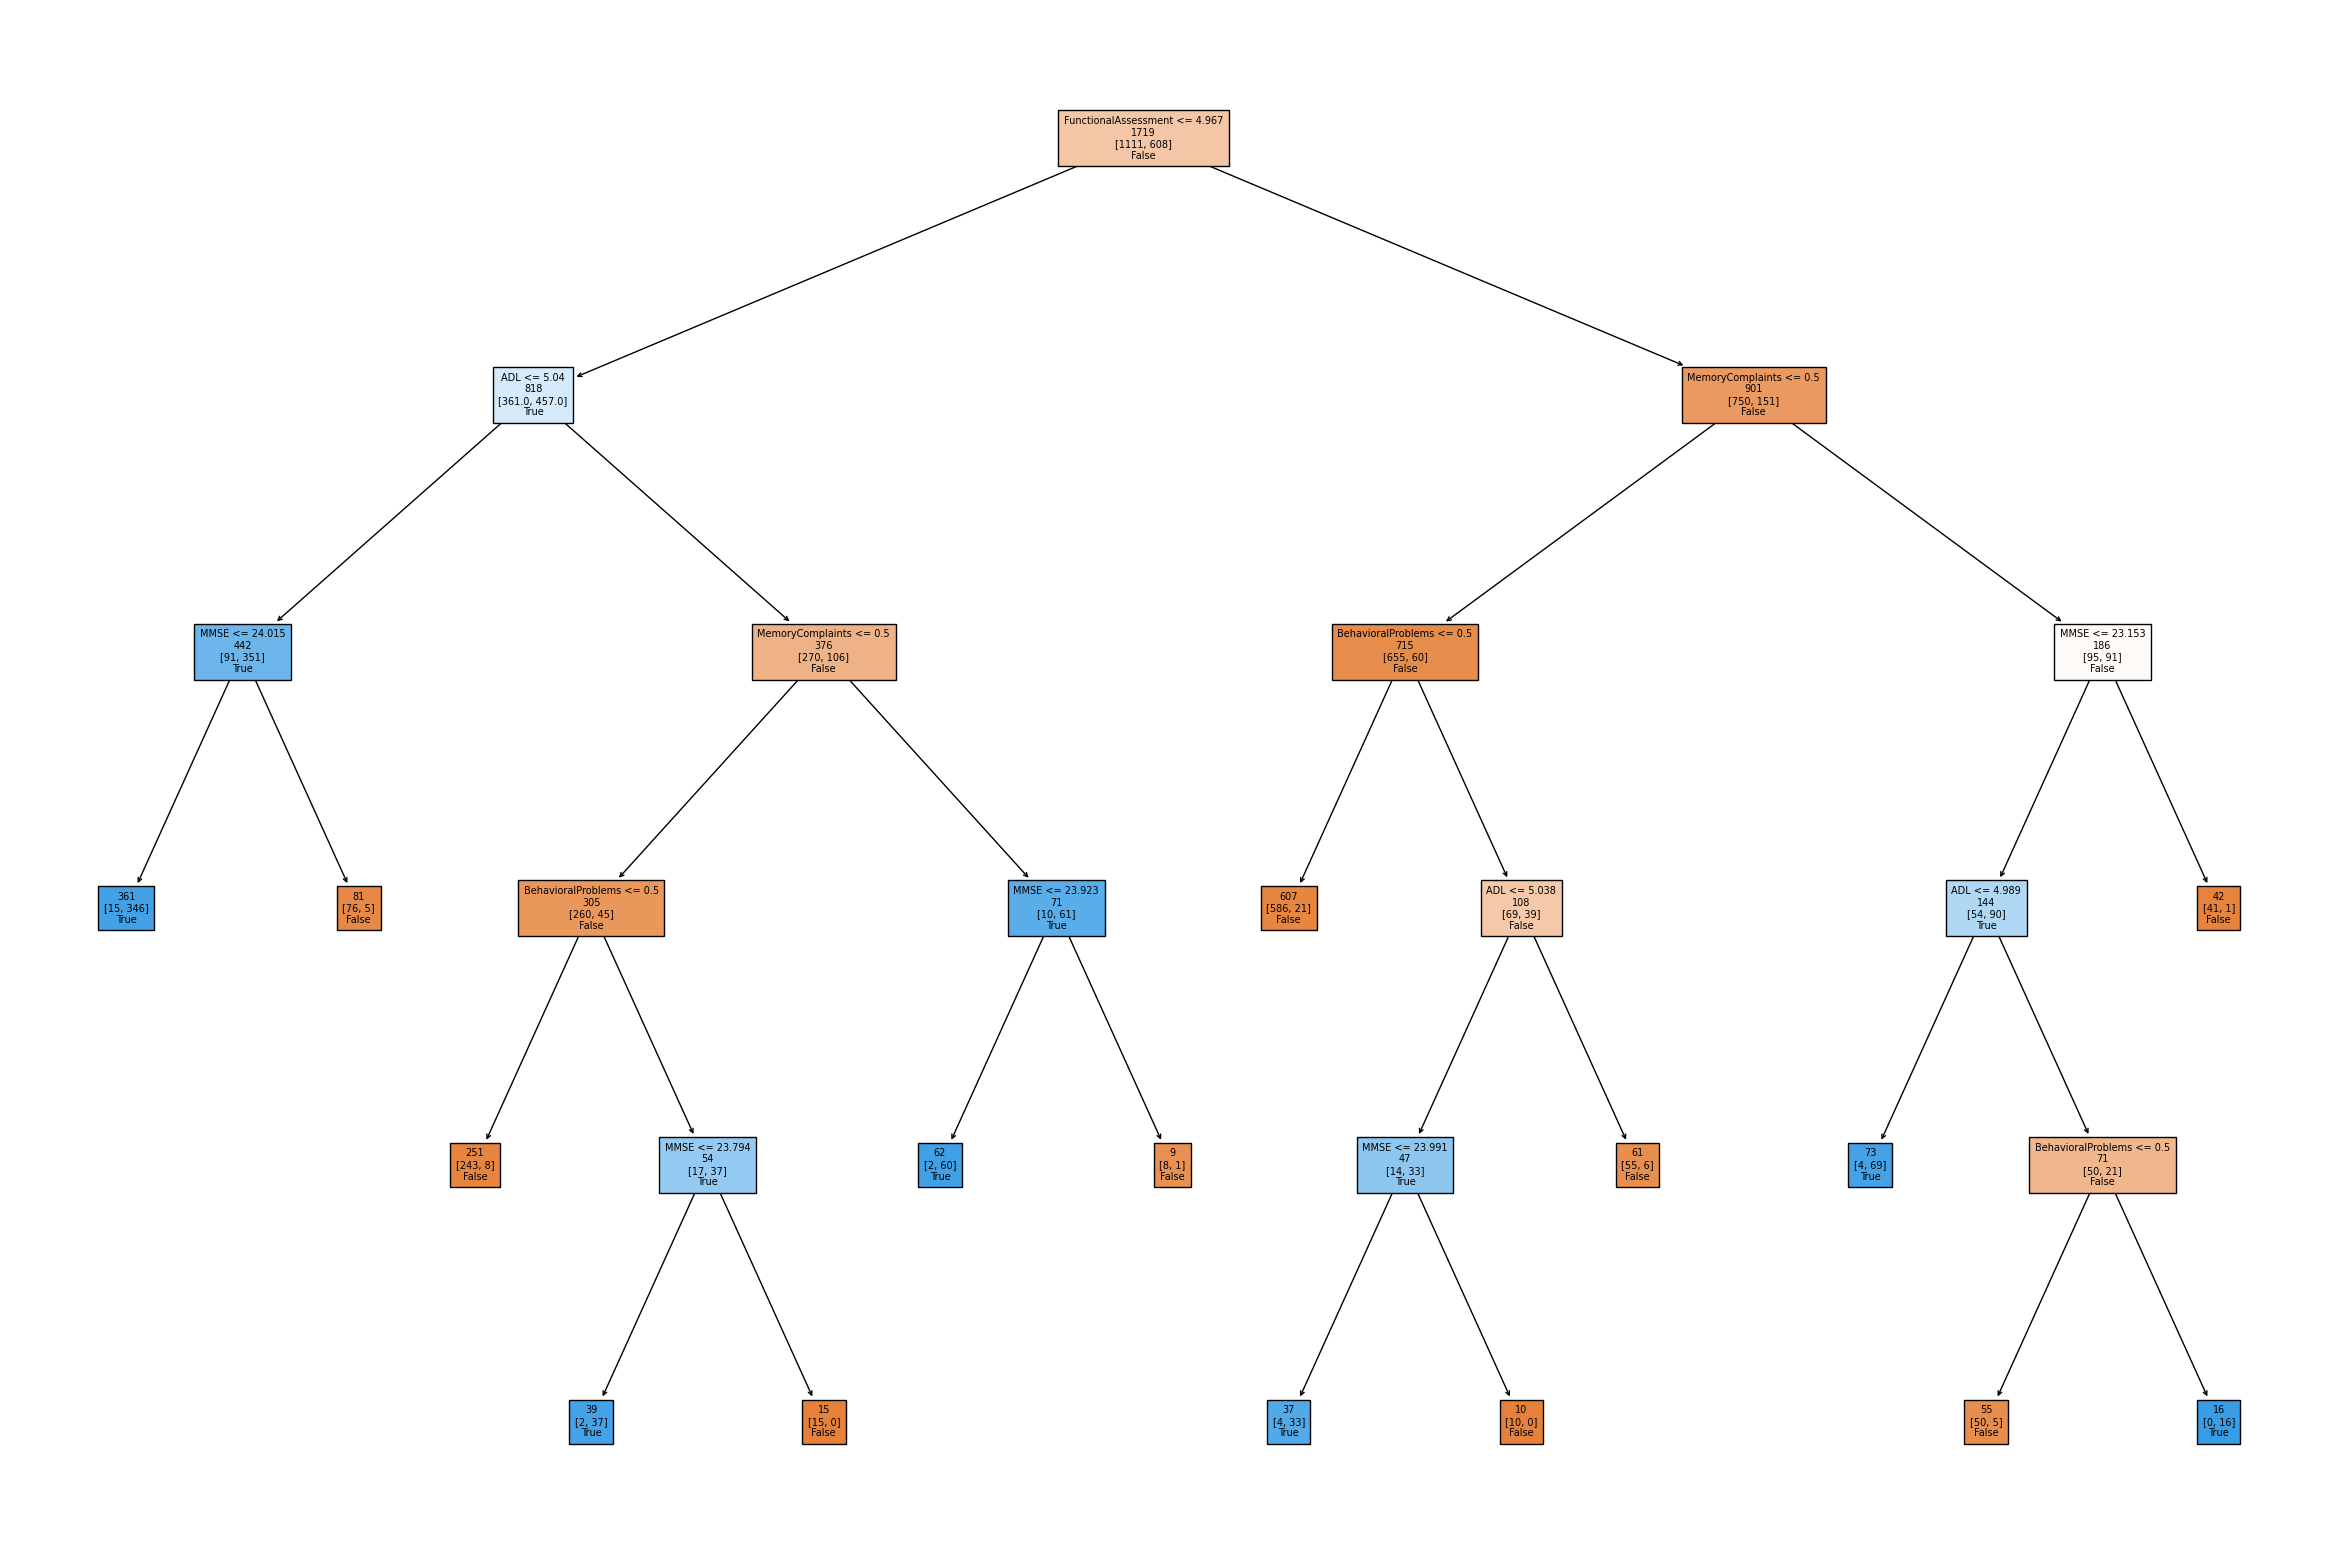 FunctionalAssessment <= 4.967
1719
[1111, 608]
False
ADL <= 5.04
818
[361.0, 457.0]
True
MemoryComplaints <= 0.5
901
[750, 151]
False
MMSE <= 24.015
442
[91, 351]
True
MemoryComplaints <= 0.5
376
[270, 106]
False
BehavioralProblems <= 0.5
715
[655, 60]
False
MMSE <= 23.153
186
[95, 91]
False
361
[15, 346]
True
81
[76, 5]
False
BehavioralProblems <= 0.5
305
[260, 45]
False
MMSE <= 23.923
71
[10, 61]
True
607
[586, 21]
False
ADL <= 5.038
108
[69, 39]
False
ADL <= 4.989
144
[54, 90]
True
42
[41, 1]
False
251
[243, 8]
False
MMSE <= 23.794
54
[17, 37]
True
62
[2, 60]
True
9
[8, 1]
False
MMSE <= 23.991
47
[14, 33]
True
61
[55, 6]
False
73
[4, 69]
True
BehavioralProblems <= 0.5
71
[50, 21]
False
39
[2, 37]
True
15
[15, 0]
False
37
[4, 33]
True
10
[10, 0]
False
55
[50, 5]
False
16
[0, 16]
True